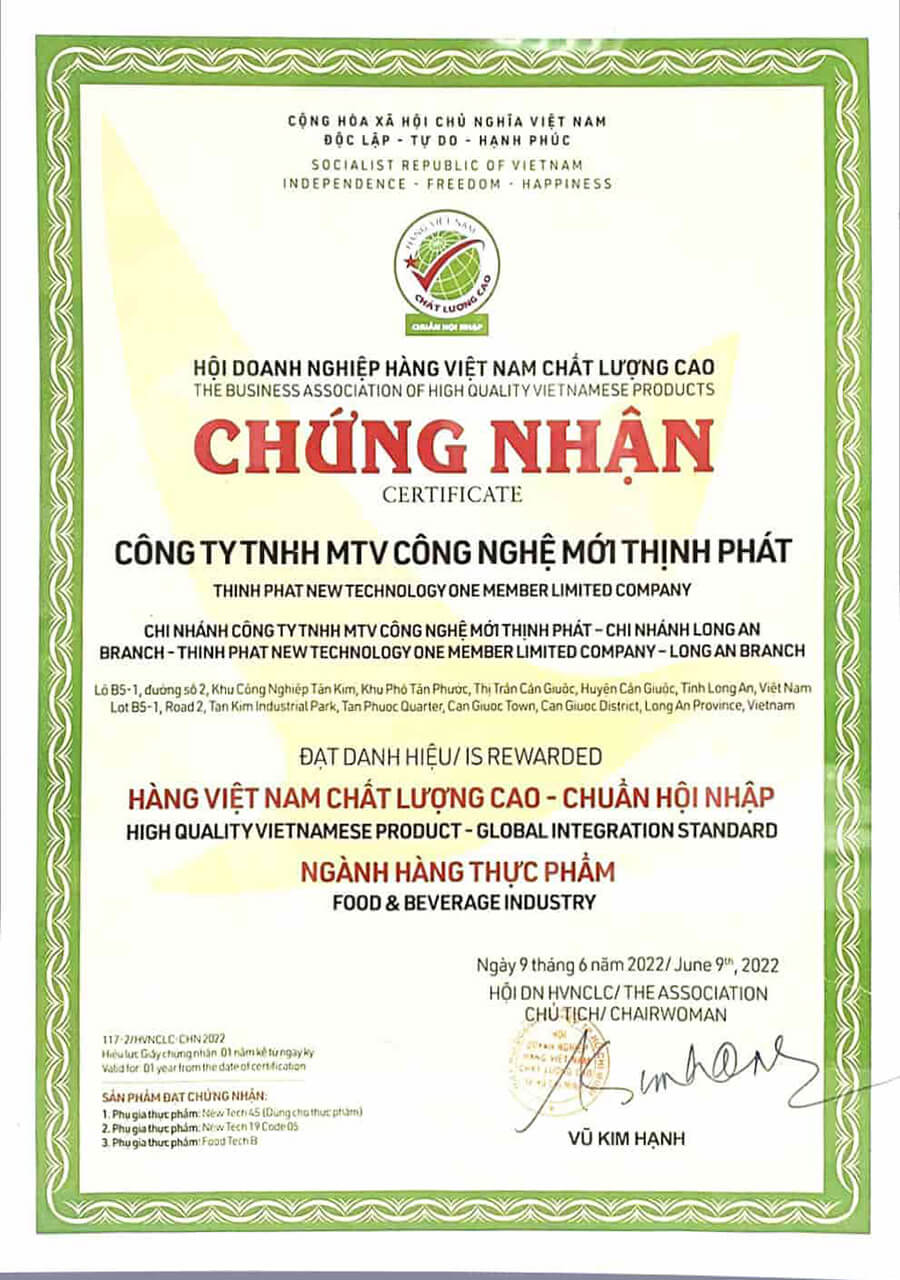 CỘNG HÒA XÃ HỘI CHỦ NGHĨA VIỆT NAM
ĐỘC LẬP - TỰ DO - HẠNH PHÚC
SOCIALIST REPUBLIC OF VIETNAM
INDEPENDENCE - FREEDOM - HAPPINESS
HÀNG VIỆT NAM
CHẤT LƯỢNG CAO
CHUẨN HỘI NHẬP
HỘI DOANH NGHIỆP HÀNG VIỆT NAM CHẤT LƯỢNG CAO
THE BUSINESS ASSOCIATION OF HIGH QUALITY VIETNAMESE PRODUCTS
CHỨNG NHẬN
CERTIFICATE
CÔNG TY TNHH MTV CÔNG NGHỆ MỚI THỊNH PHÁT
THINH PHAT NEW TECHNOLOGY ONE MEMBER LIMITED COMPANY
CHI NHÁNH CÔNG TY TNHH MTV CÔNG NGHỆ MỚI THỊNH PHÁT – CHI NHÁNH LONG AN
BRANCH - THINH PHAT NEW TECHNOLOGY ONE MEMBER LIMITED COMPANY – LONG AN BRANCH
Lô B5-1, đường số 2, Khu Công Nghiệp Tân Kim, Khu Phố Tân Phước, Thị Trấn Cần Giuộc, Huyện Cần Giuộc, Tỉnh Long An, Việt Nam
Lot B5-1, Road 2, Tan Kim Industrial Park, Tan Phuoc Quarter, Can Giuoc Town, Can Giuoc District, Long An Province, Vietnam
ĐẠT DANH HIỆU/ IS REWARDED
HÀNG VIỆT NAM CHẤT LƯỢNG CAO - CHUẨN HỘI NHẬP
HIGH QUALITY VIETNAMESE PRODUCT - GLOBAL INTEGRATION STANDARD
NGÀNH HÀNG THỰC PHẨM
FOOD & BEVERAGE INDUSTRY
Ngày 9 tháng 6 năm 2022/ June 9th, 2022
HỘI DN HVNCLC/ THE ASSOCIATION
CHỦ TỊCH/ CHAIRWOMAN
HỘI
DOANH NGHIỆP
HÀNG VIỆT NAM
CHẤT LƯỢNG CAO
Kimhạnh
VŨ KIM HẠNH
117-2/HVNCLC-CHN 2022
Hiệu lực Giấy chứng nhận: 01 năm kể từ ngày ký
Valid for: 01 year from the date of certification
SẢN PHẨM ĐẠT CHỨNG NHẬN:
1. Phụ gia thực phẩm: New Tech 45 (Dùng cho thực phẩm)
2. Phụ gia thực phẩm: New Tech 19 Code 05
3. Phụ gia thực phẩm: Food Tech B